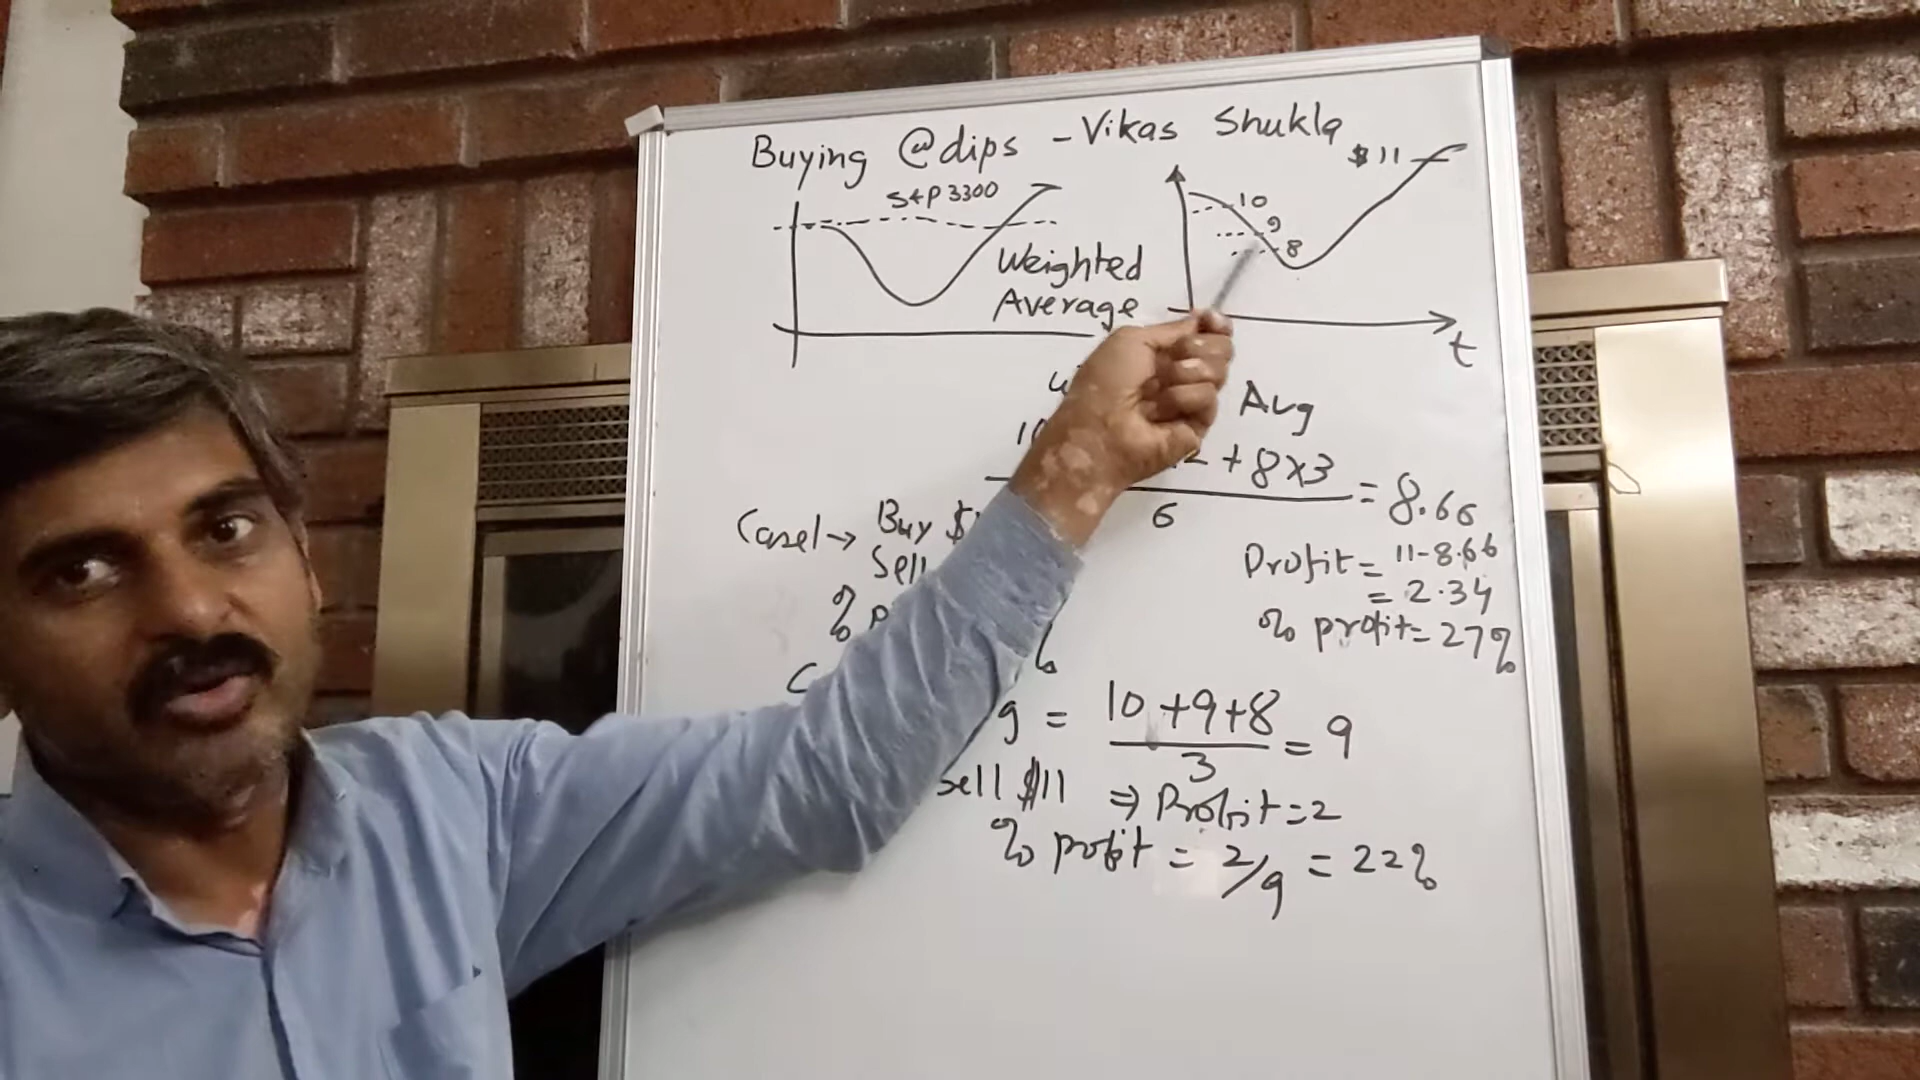 Buying @dips - Vikas Shukla
S&P 3300
$11
10
9
8
Weighted
Average
t
Avg
+ 8x3
6
= 8.66
Case1 → Buy $
Sell
%
Profit = 11-8.66
= 2.34
% profit = 27%
g = 10+9+8
3
= 9
Sell $11 ⇒ Profit = 2
% profit = 2/9 = 22%